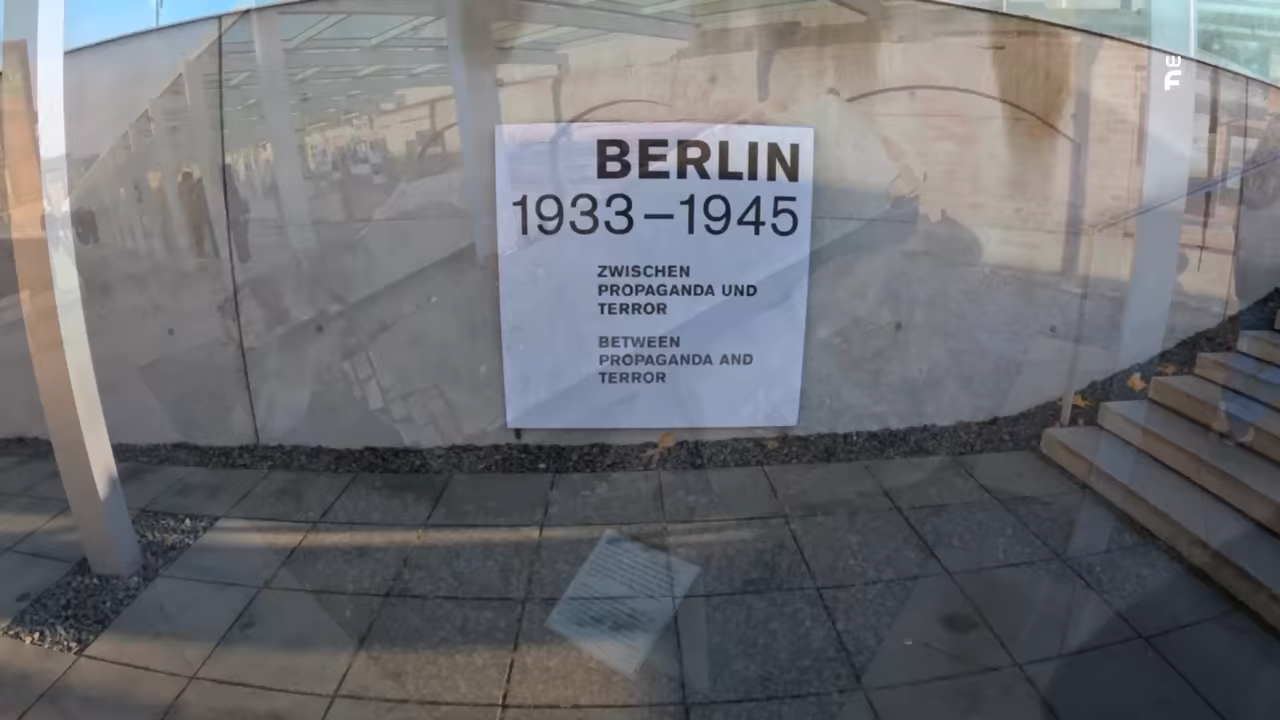 BERLIN
1933–1945
ZWISCHEN
PROPAGANDA UND
TERROR
BETWEEN
PROPAGANDA AND
TERROR